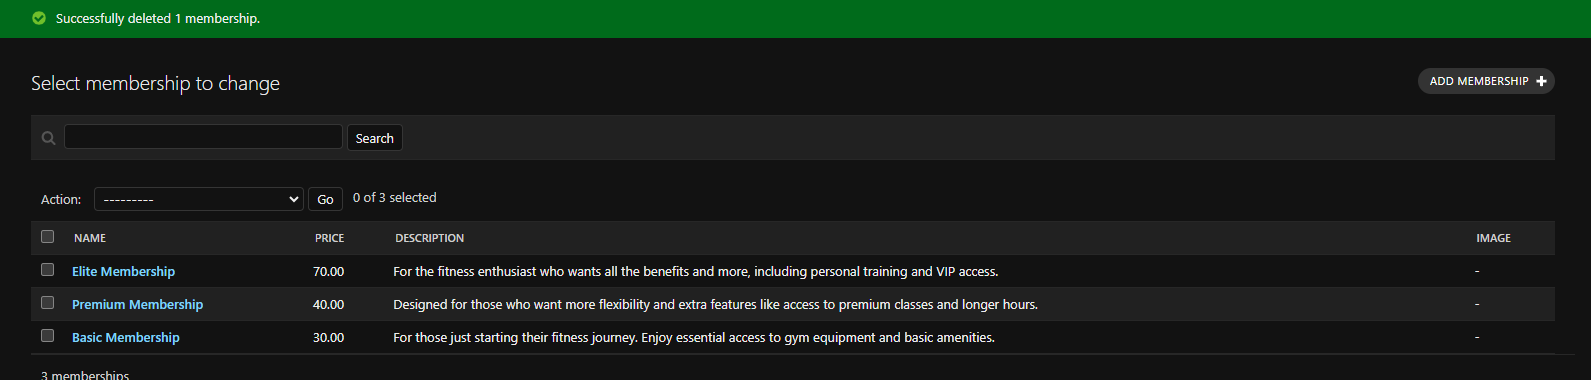 Successfully deleted 1 membership.
Select membership to change
ADD MEMBERSHIP
Search
Action: --------- Go 0 of 3 selected
NAME PRICE DESCRIPTION IMAGE
Elite Membership 70.00 For the fitness enthusiast who wants all the benefits and more, including personal training and VIP access. -
Premium Membership 40.00 Designed for those who want more flexibility and extra features like access to premium classes and longer hours. -
Basic Membership 30.00 For those just starting their fitness journey. Enjoy essential access to gym equipment and basic amenities. -
3 memberships